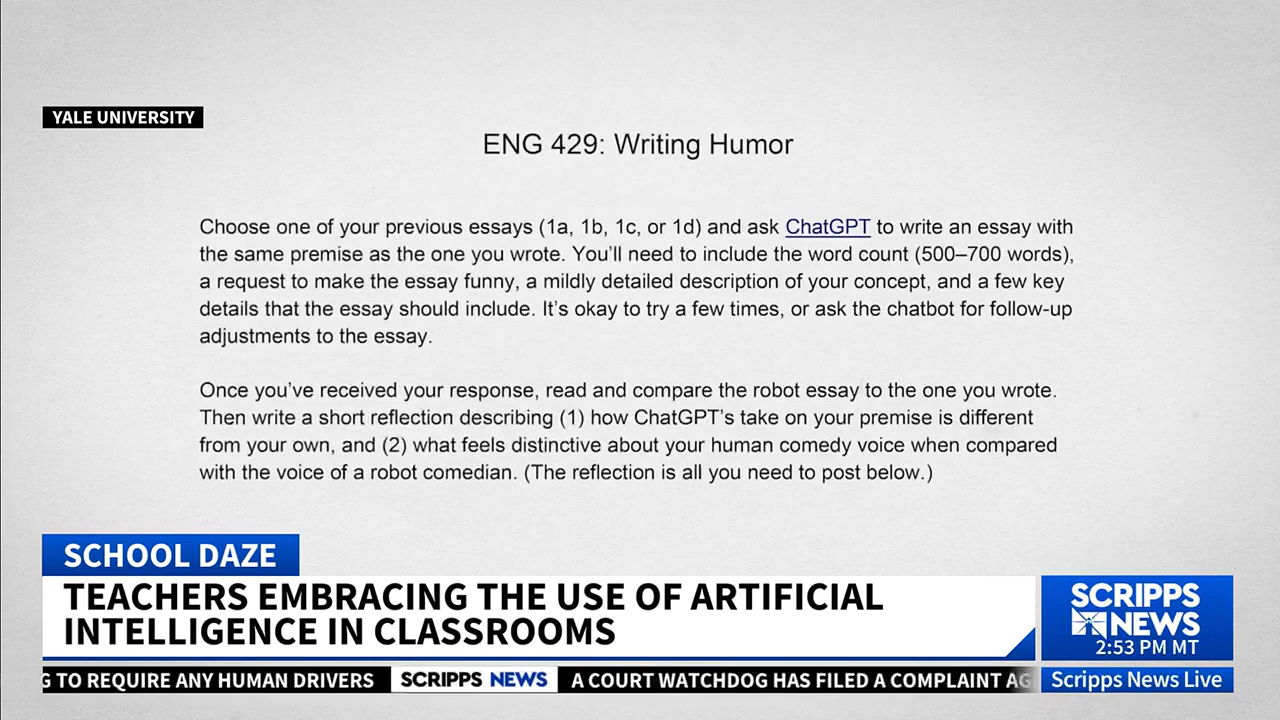 YALE UNIVERSITY
ENG 429: Writing Humor
Choose one of your previous essays (1a, 1b, 1c, or 1d) and ask ChatGPT to write an essay with
the same premise as the one you wrote. You’ll need to include the word count (500–700 words),
a request to make the essay funny, a mildly detailed description of your concept, and a few key
details that the essay should include. It’s okay to try a few times, or ask the chatbot for follow-up
adjustments to the essay.
Once you’ve received your response, read and compare the robot essay to the one you wrote.
Then write a short reflection describing (1) how ChatGPT’s take on your premise is different
from your own, and (2) what feels distinctive about your human comedy voice when compared
with the voice of a robot comedian. (The reflection is all you need to post below.)
SCHOOL DAZE
TEACHERS EMBRACING THE USE OF ARTIFICIAL
INTELLIGENCE IN CLASSROOMS
SCRIPPS
NEWS
2:53 PM MT
G TO REQUIRE ANY HUMAN DRIVERS SCRIPPS NEWS A COURT WATCHDOG HAS FILED A COMPLAINT AG
Scripps News Live